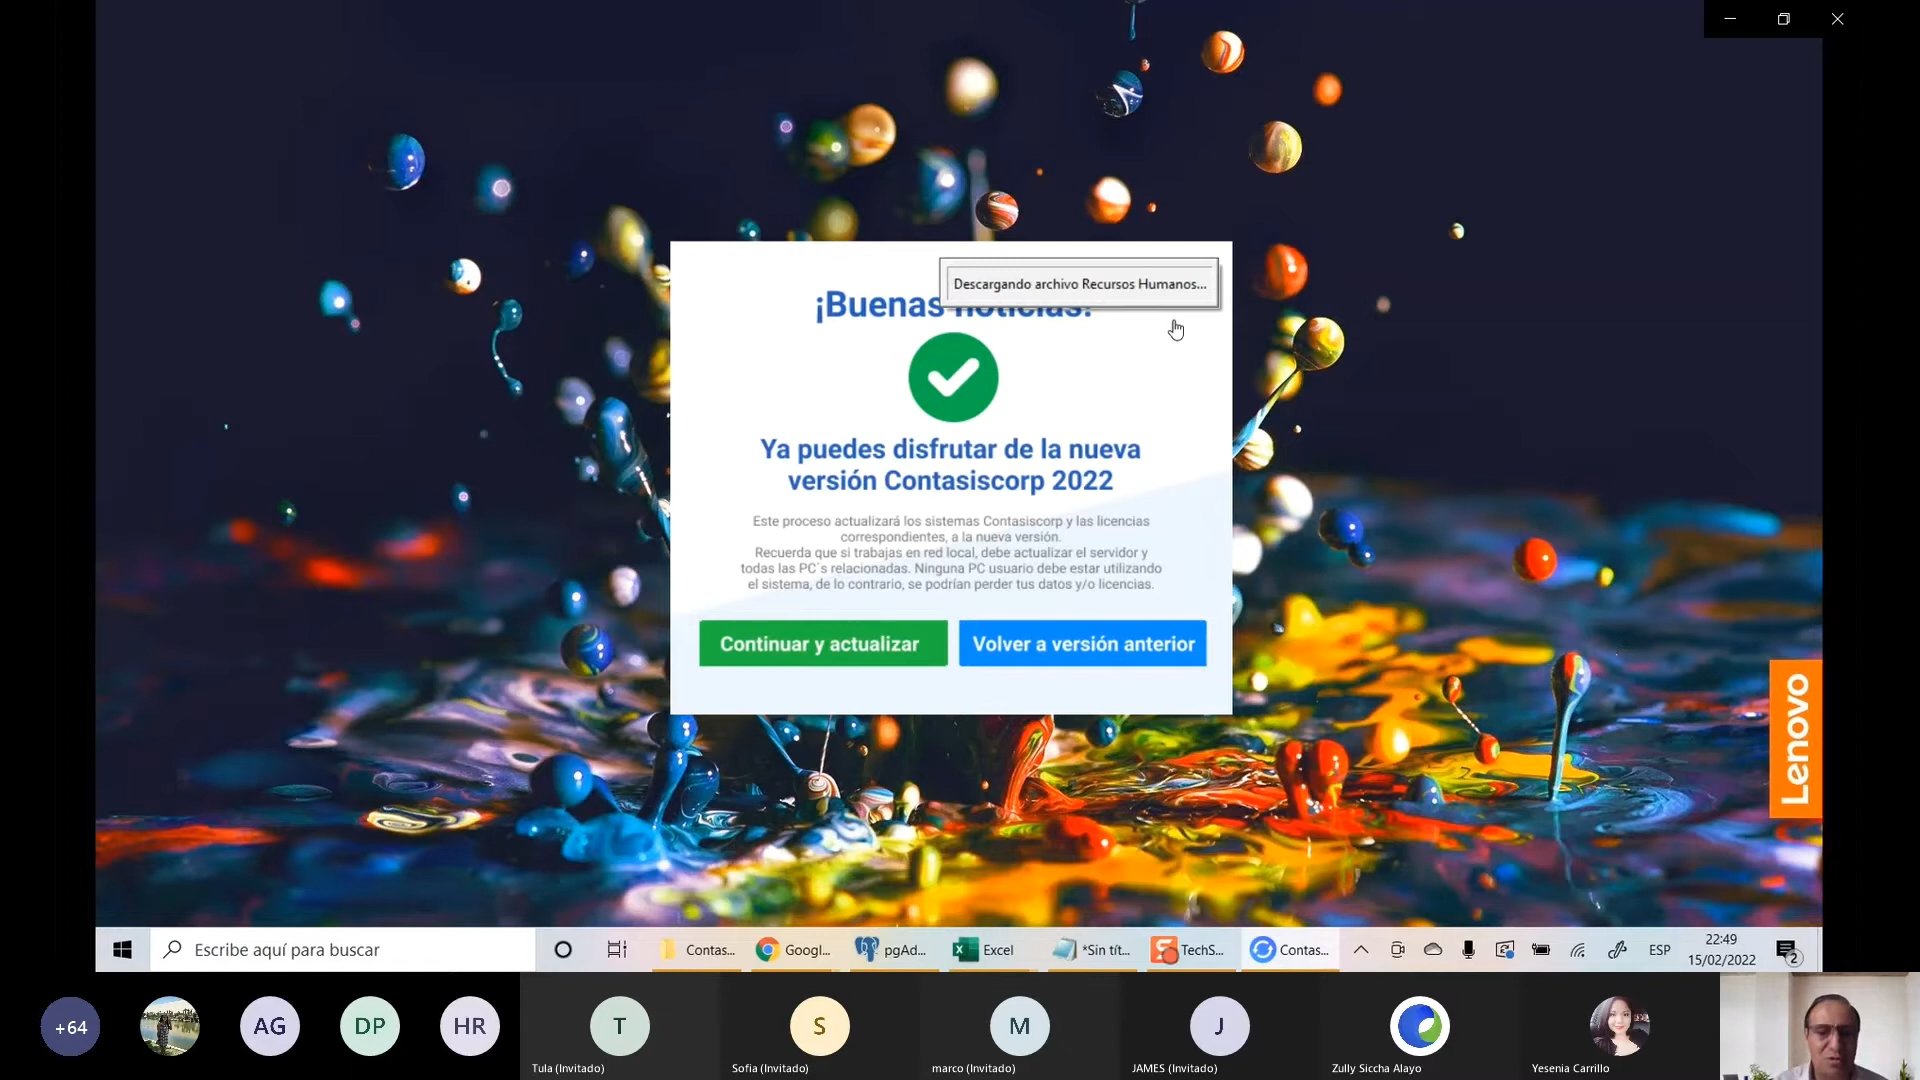 Descargando archivo Recursos Humanos...
¡Buenas noticias!
Ya puedes disfrutar de la nueva
versión Contasiscorp 2022
Este proceso actualizará los sistemas Contasiscorp y las licencias
correspondientes, a la nueva versión.
Recuerda que si trabajas en red local, debe actualizar el servidor y
todas las PC´s relacionadas. Ninguna PC usuario debe estar utilizando
el sistema, de lo contrario, se podrían perder tus datos y/o licencias.
Continuar y actualizar
Volver a versión anterior
Lenovo
Escribe aquí para buscar
Contas...
Googl...
pgAd...
Excel
*Sin tít...
TechS...
Contas...
ESP
22:49
15/02/2022
2
+64
AG
DP
HR
T
S
M
J
Tula (Invitado)
Sofia (Invitado)
marco (Invitado)
JAMES (Invitado)
Zully Siccha Alayo
Yesenia Carrillo